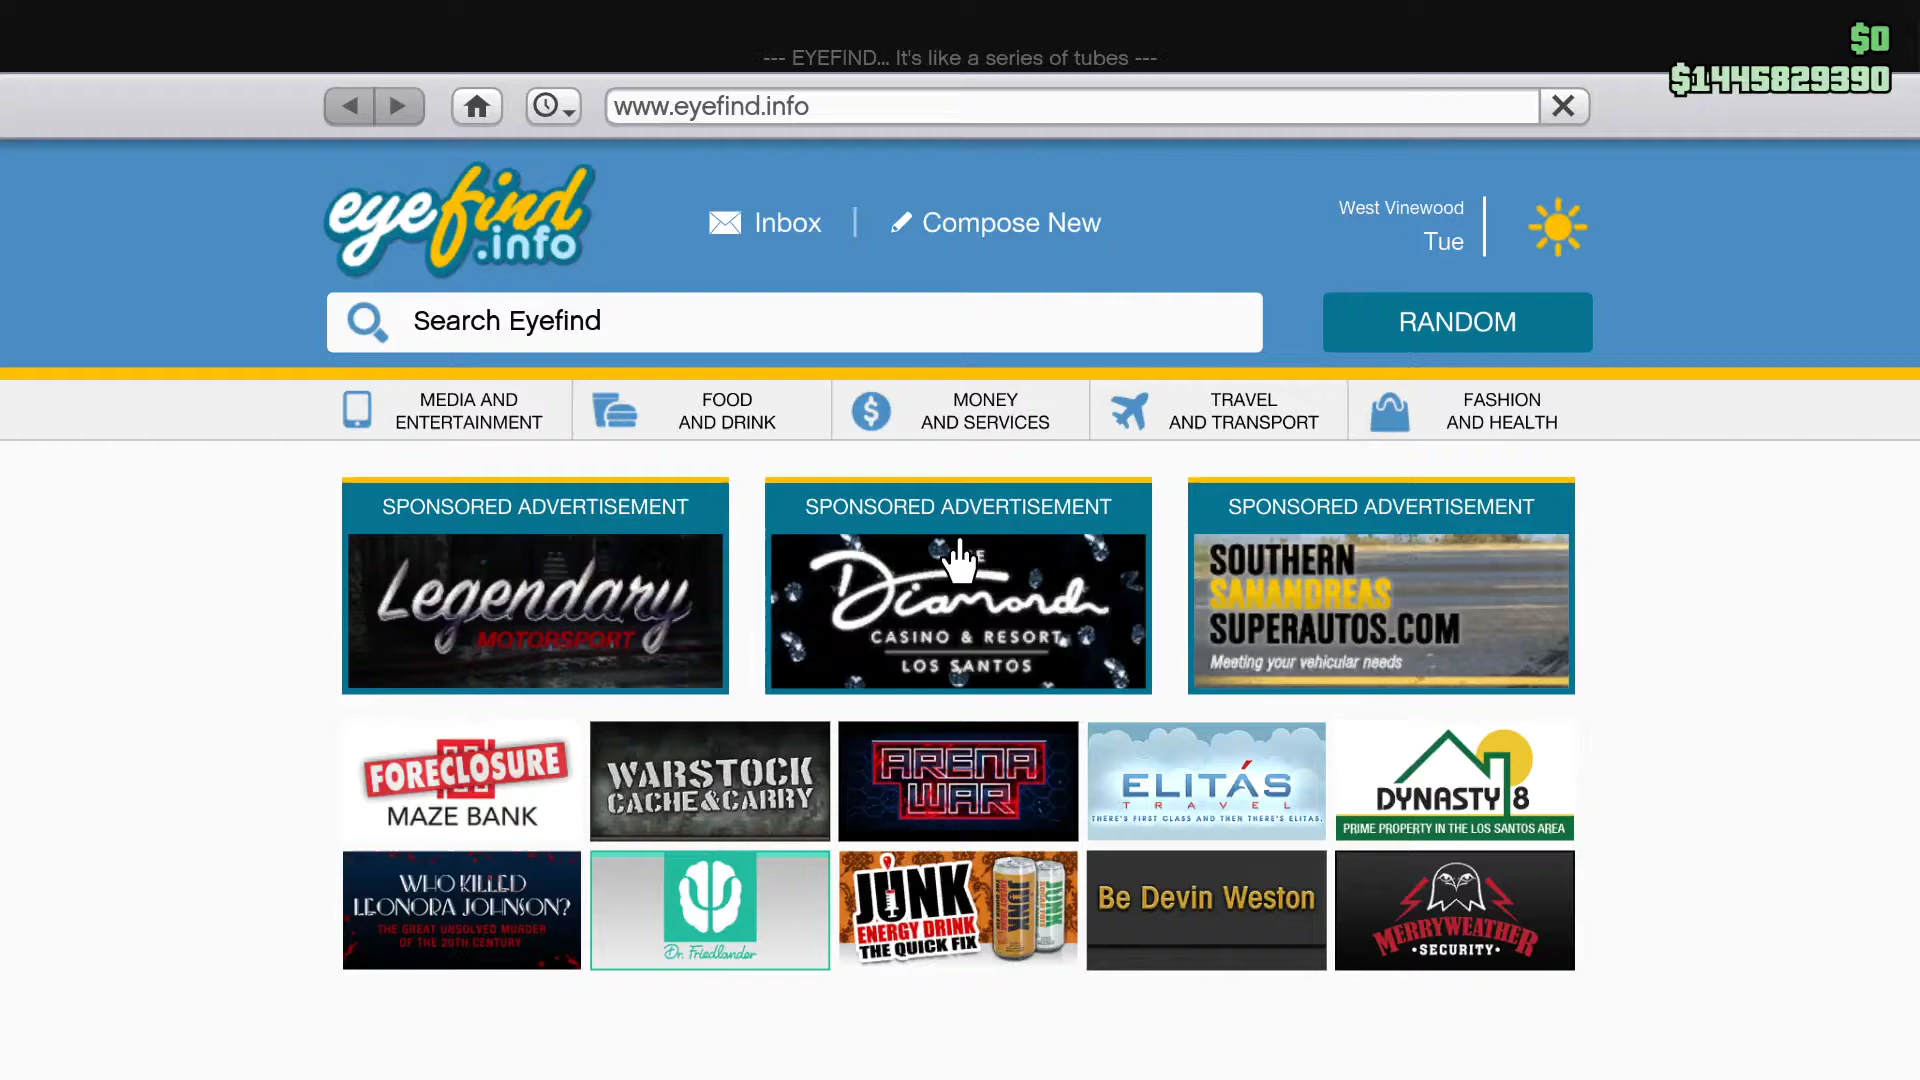 --- EYEFIND... It's like a series of tubes ---
$0
$1445829390
www.eyefind.info
eyefind
.info
Inbox
Compose New
West Vinewood
Tue
Search Eyefind
RANDOM
MEDIA AND
ENTERTAINMENT
FOOD
AND DRINK
MONEY
AND SERVICES
TRAVEL
AND TRANSPORT
FASHION
AND HEALTH
SPONSORED ADVERTISEMENT
Legendary
MOTORSPORT
SPONSORED ADVERTISEMENT
Diamond
CASINO & RESORT
LOS SANTOS
SPONSORED ADVERTISEMENT
SOUTHERN
SANANDREAS
SUPERAUTOS.COM
Meeting your vehicular needs
FORECLOSURE
MAZE BANK
WARSTOCK
CACHE&CARRY
ARENA
WAR
ELITÁS
TRAVEL
THERE'S FIRST CLASS AND THEN THERE'S ELITAS.
DYNASTY 8
PRIME PROPERTY IN THE LOS SANTOS AREA
WHO KILLED
LEONORA JOHNSON?
THE GREAT UNSOLVED MURDER
OF THE 20TH CENTURY
Dr. Friedlander
JUNK
ENERGY DRINK
THE QUICK FIX
Be Devin Weston
MERRYWEATHER
SECURITY